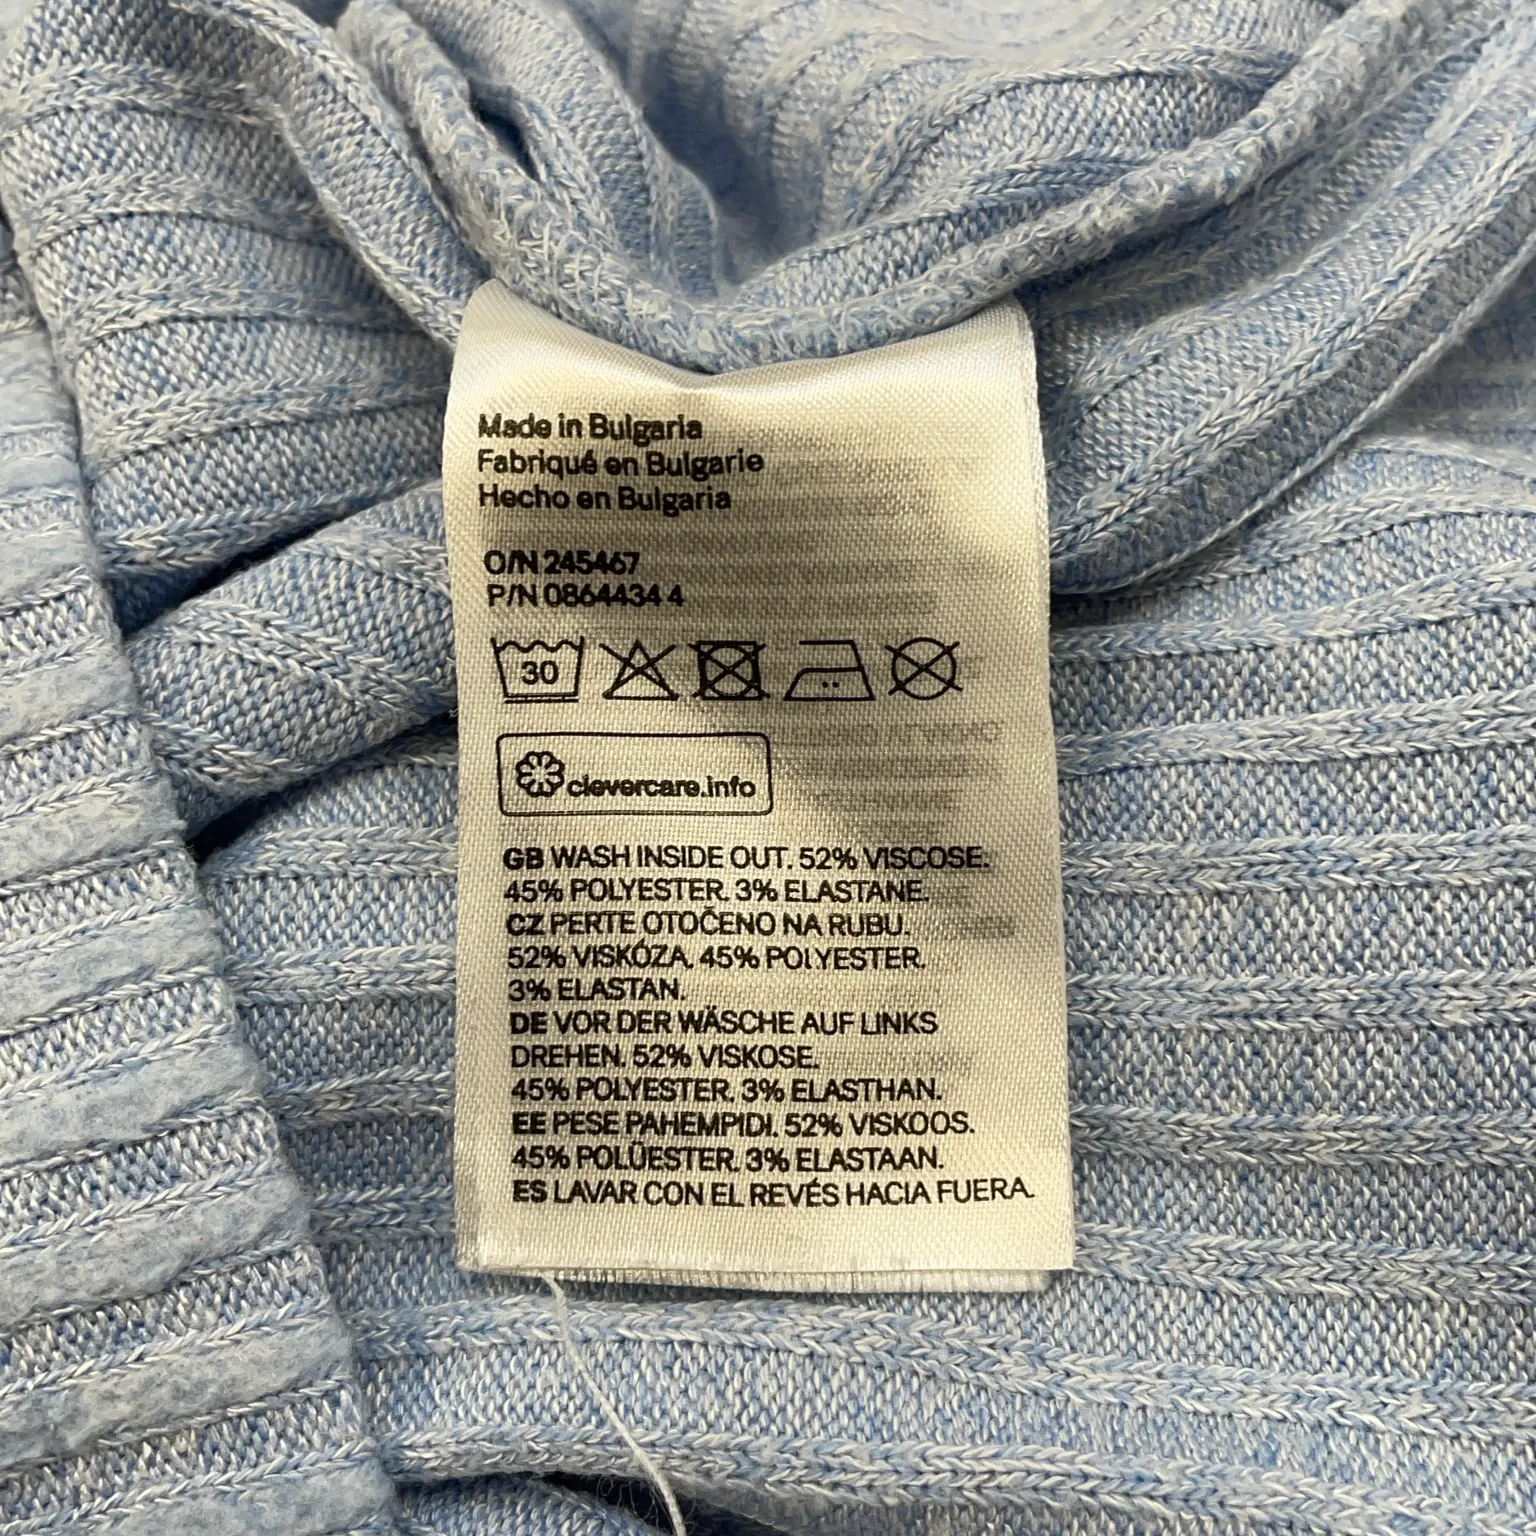 Made in Bulgaria
Fabriqué en Bulgarie
Hecho en Bulgaria
O/N 245467
P/N 0864434 4
30
clevercare.info
GB WASH INSIDE OUT. 52% VISCOSE.
45% POLYESTER. 3% ELASTANE.
CZ PERTE OTOČENO NA RUBU.
52% VISKÓZA. 45% POLYESTER.
3% ELASTAN.
DE VOR DER WÄSCHE AUF LINKS
DREHEN. 52% VISKOSE.
45% POLYESTER. 3% ELASTHAN.
EE PESE PAHEMPIDI. 52% VISKOOS.
45% POLÜESTER. 3% ELASTAAN.
ES LAVAR CON EL REVÉS HACIA FUERA.